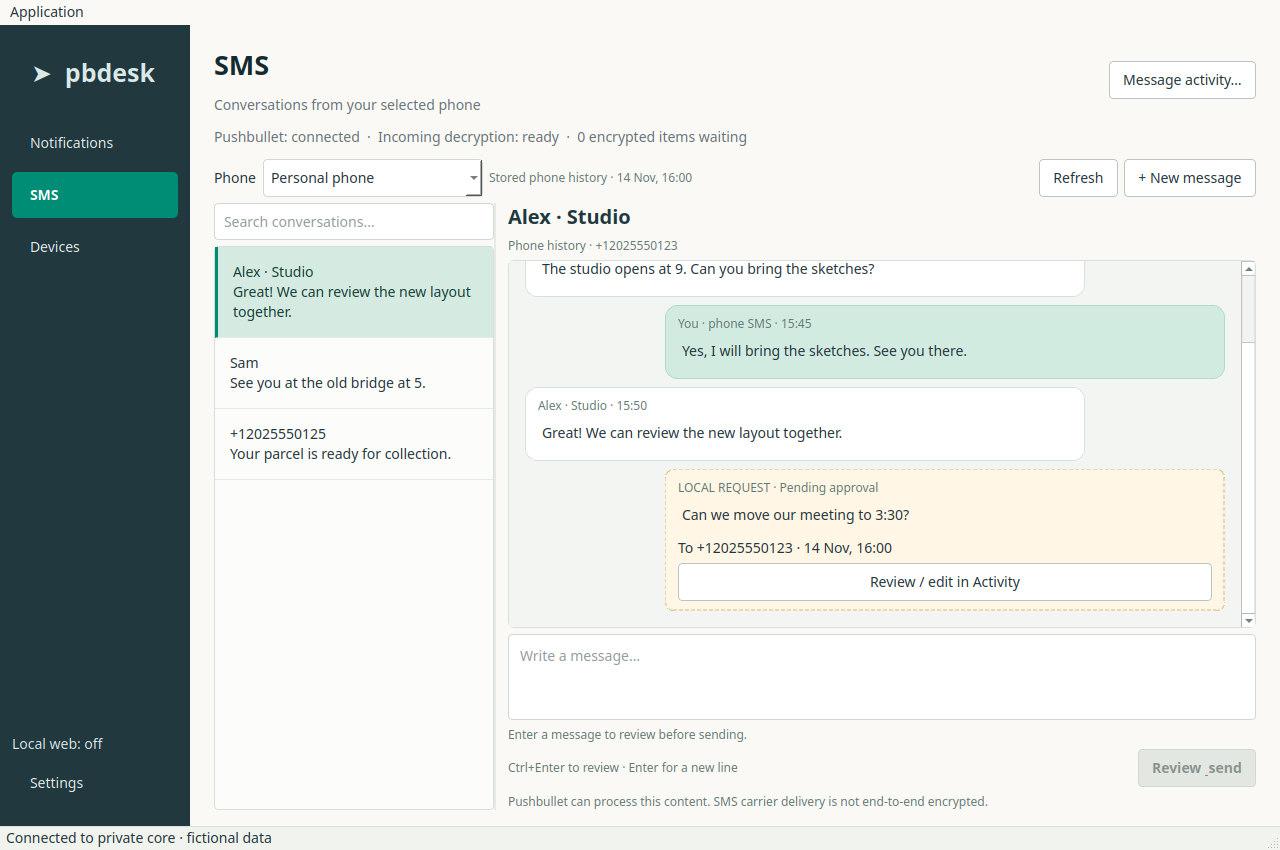 Application
➤ pbdesk
Notifications
SMS
Devices
Local web: off
Settings
SMS
Conversations from your selected phone
Pushbullet: connected · Incoming decryption: ready · 0 encrypted items waiting
Message activity...
Phone
Personal phone
Stored phone history · 14 Nov, 16:00
Refresh
+ New message
Search conversations...
Alex · Studio
Great! We can review the new layout
together.
Sam
See you at the old bridge at 5.
+12025550125
Your parcel is ready for collection.
Alex · Studio
Phone history · +12025550123
The studio opens at 9. Can you bring the sketches?
You · phone SMS · 15:45
Yes, I will bring the sketches. See you there.
Alex · Studio · 15:50
Great! We can review the new layout together.
LOCAL REQUEST · Pending approval
Can we move our meeting to 3:30?
To +12025550123 · 14 Nov, 16:00
Review / edit in Activity
Write a message...
Enter a message to review before sending.
Ctrl+Enter to review · Enter for a new line
Review _send
Pushbullet can process this content. SMS carrier delivery is not end-to-end encrypted.
Connected to private core · fictional data